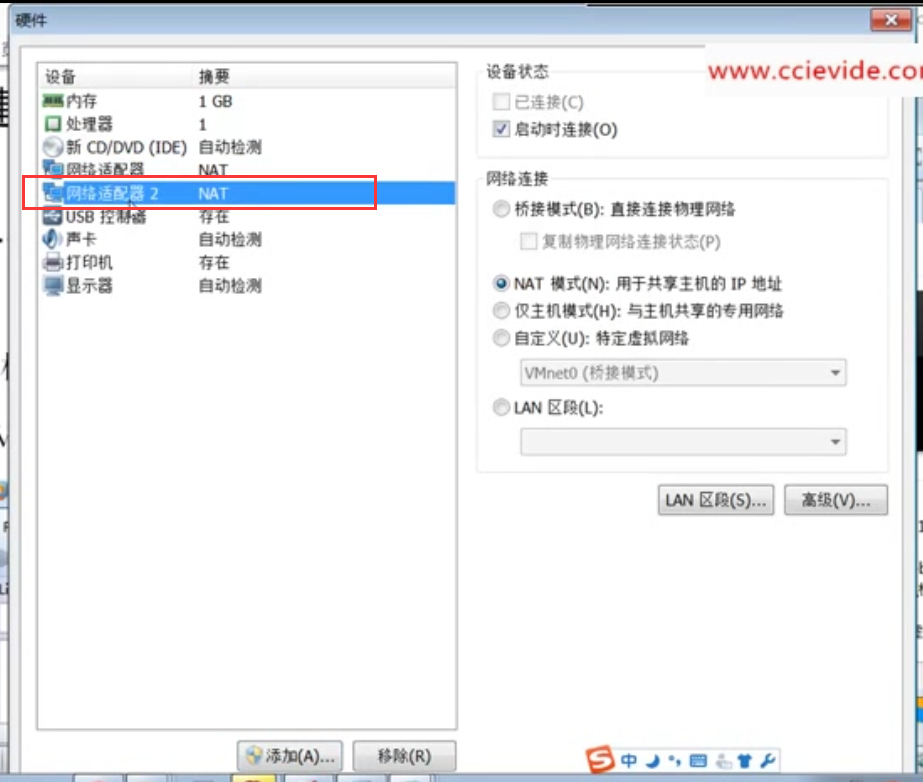 硬件
www.ccievide.co
设备 摘要
内存 1 GB
处理器 1
新 CD/DVD (IDE) 自动检测
网络适配器 NAT
网络适配器 2 NAT
USB 控制器 存在
声卡 自动检测
打印机 存在
显示器 自动检测
设备状态
已连接(C)
启动时连接(O)
网络连接
桥接模式(B): 直接连接物理网络
复制物理网络连接状态(P)
NAT 模式(N): 用于共享主机的 IP 地址
仅主机模式(H): 与主机共享的专用网络
自定义(U): 特定虚拟网络
VMnet0 (桥接模式)
LAN 区段(L):
LAN 区段(S)... 高级(V)...
添加(A)... 移除(R)
中